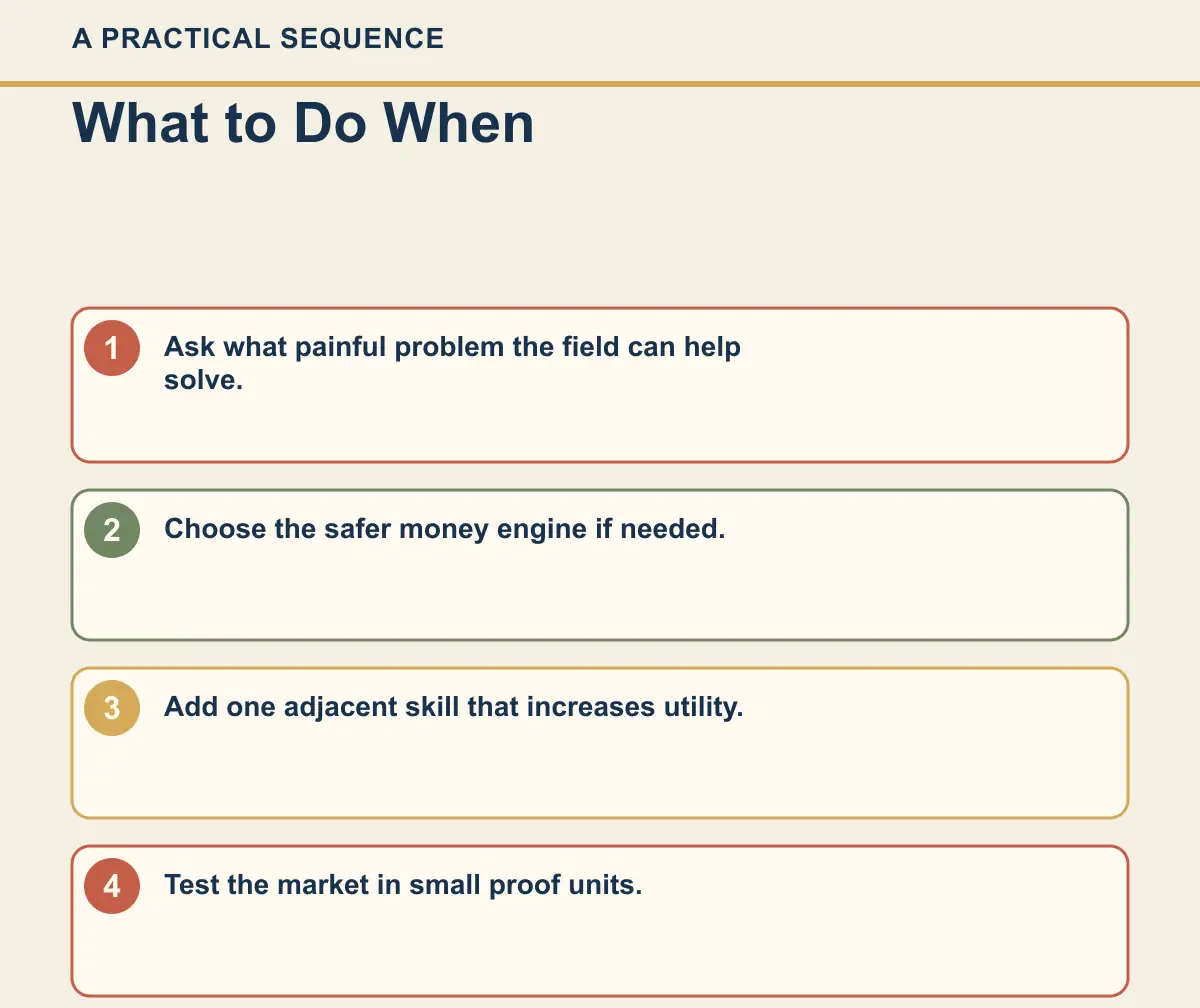 A PRACTICAL SEQUENCE
What to Do When
1
Ask what painful problem the field can help
solve.
2
Choose the safer money engine if needed.
3
Add one adjacent skill that increases utility.
4
Test the market in small proof units.